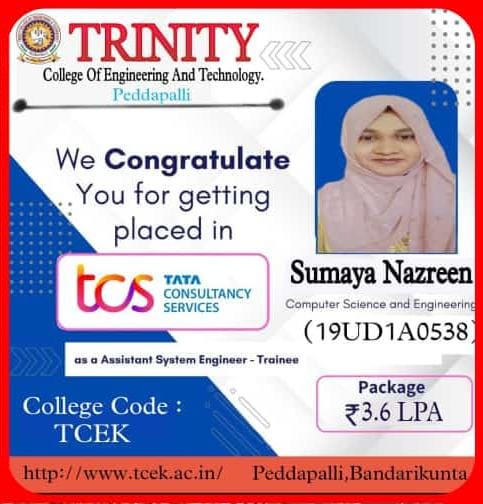 TRINITY
College Of Engineering And Technology.
Peddapalli
We Congratulate
You for getting
placed in
tcs TATA
CONSULTANCY
SERVICES
Sumaya Nazreen
Computer Science and Engineering
(19UD1A0538)
as a Assistant System Engineer - Trainee
Package
₹3.6 LPA
College Code :
TCEK
http://www.tcek.ac.in/ Peddapalli,Bandarikunta